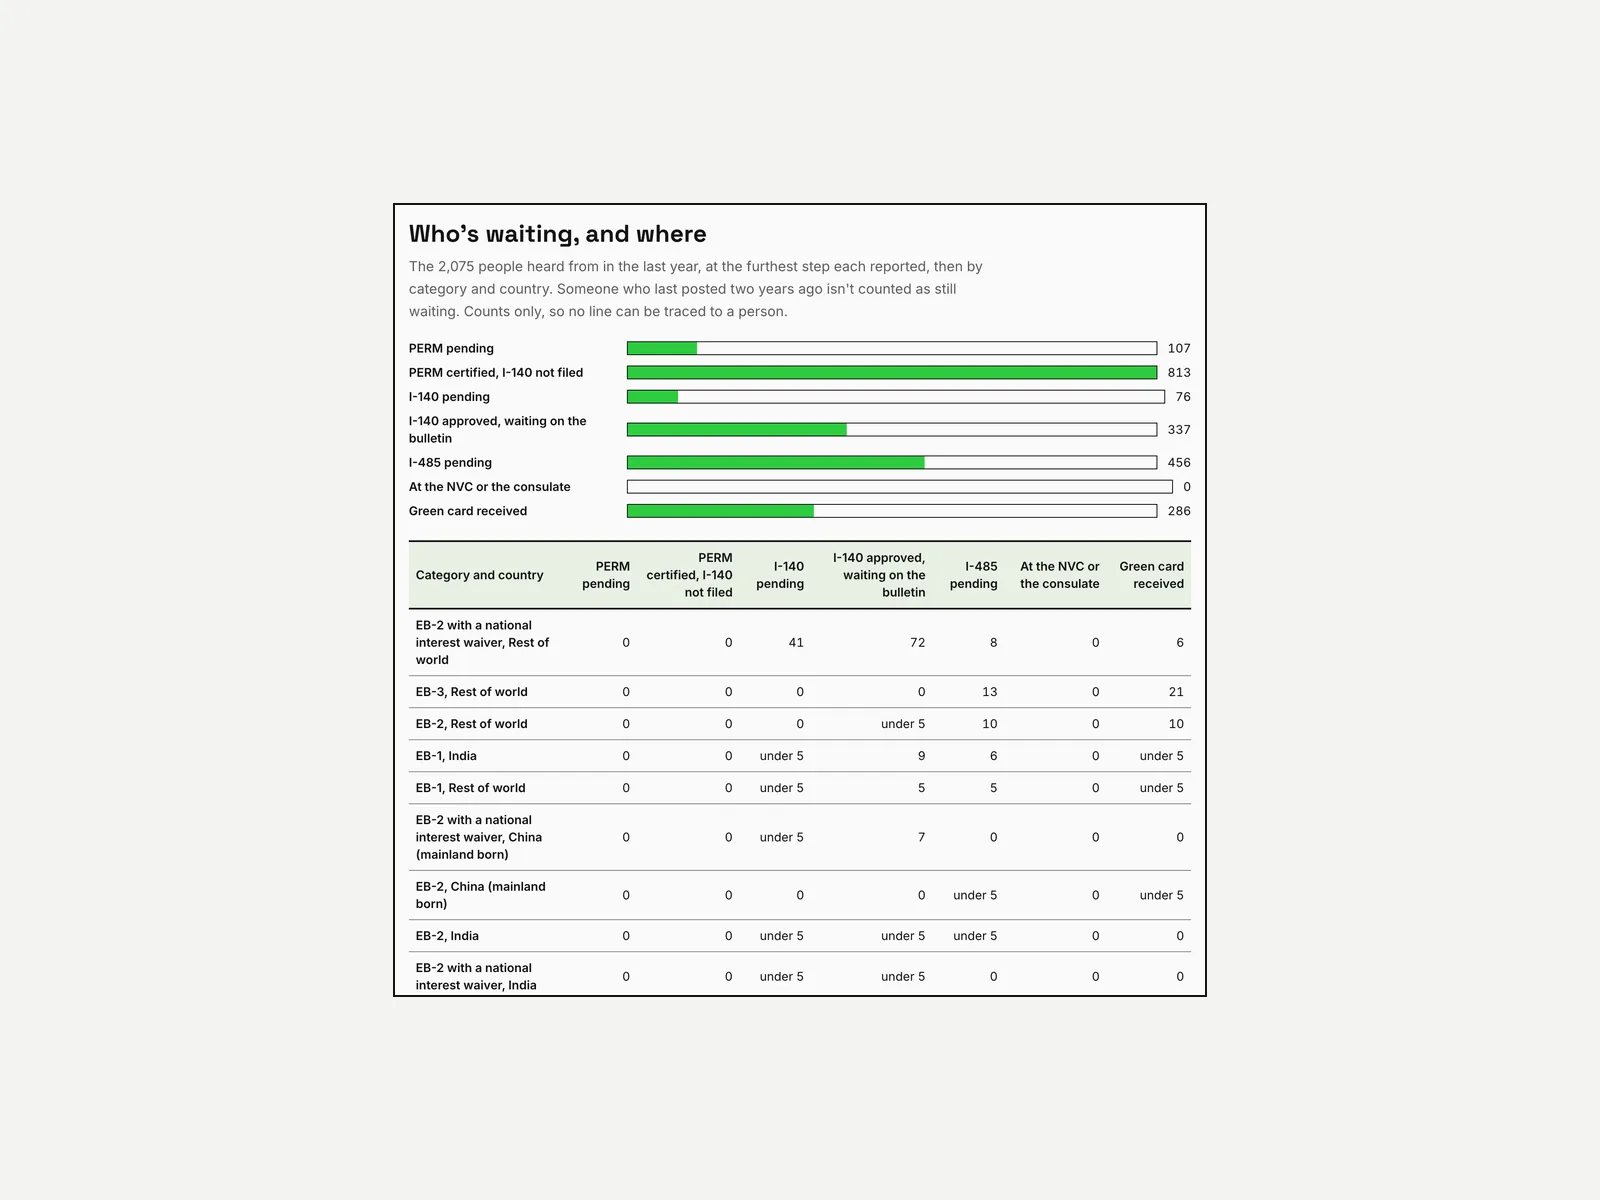 Who's waiting, and where
The 2,075 people heard from in the last year, at the furthest step each reported, then by
category and country. Someone who last posted two years ago isn't counted as still
waiting. Counts only, so no line can be traced to a person.
PERM pending 107
PERM certified, I-140 not filed 813
I-140 pending 76
I-140 approved, waiting on the
bulletin 337
I-485 pending 456
At the NVC or the consulate 0
Green card received 286
Category and country
PERM
pending
PERM
certified, I-140
not filed
I-140
pending
I-140 approved,
waiting on the
bulletin
I-485
pending
At the NVC or
the consulate
Green card
received
EB-2 with a national
interest waiver, Rest of
world
0 0 41 72 8 0 6
EB-3, Rest of world 0 0 0 0 13 0 21
EB-2, Rest of world 0 0 0 under 5 10 0 10
EB-1, India 0 0 under 5 9 6 0 under 5
EB-1, Rest of world 0 0 under 5 5 5 0 under 5
EB-2 with a national
interest waiver, China
(mainland born)
0 0 under 5 7 0 0 0
EB-2, China (mainland
born)
0 0 0 0 under 5 0 under 5
EB-2, India 0 0 under 5 under 5 under 5 0 0
EB-2 with a national
interest waiver, India
0 0 under 5 under 5 0 0 0